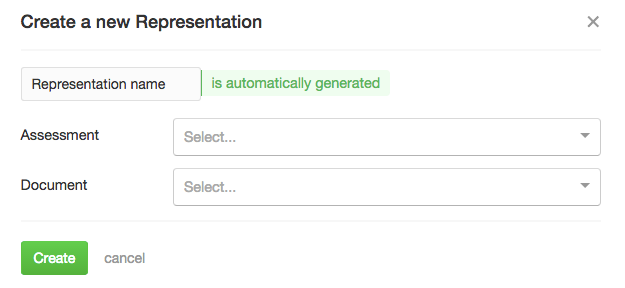 Create a new Representation ×
Representation name is automatically generated
Assessment Select...
Document Select...
Create cancel